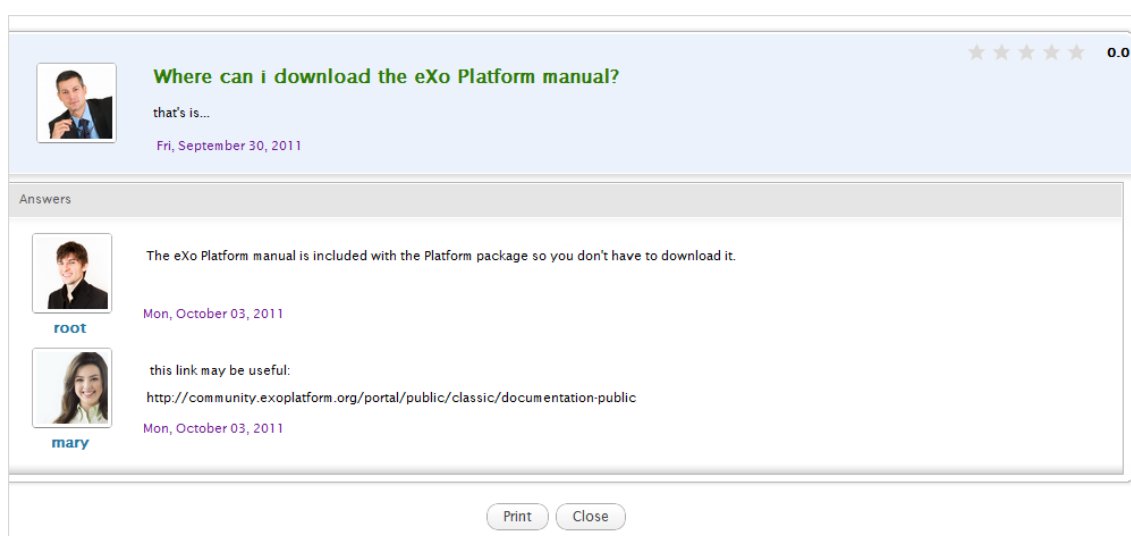 0.0
Where can i download the eXo Platform manual?
that's is...
Fri, September 30, 2011
Answers
The eXo Platform manual is included with the Platform package so you don't have to download it.
Mon, October 03, 2011
root
this link may be useful:
http://community.exoplatform.org/portal/public/classic/documentation-public
Mon, October 03, 2011
mary
Print Close